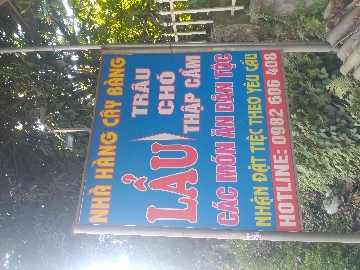 NHÀ HÀNG CÂY BÀNG
LẨU
TRÂU
CHÓ
THẬP CẨM
CÁC MÓN ĂN DÂN TỘC
NHẬN ĐẶT TIỆC THEO YÊU CẦU
HOTLINE: 0982 606 408